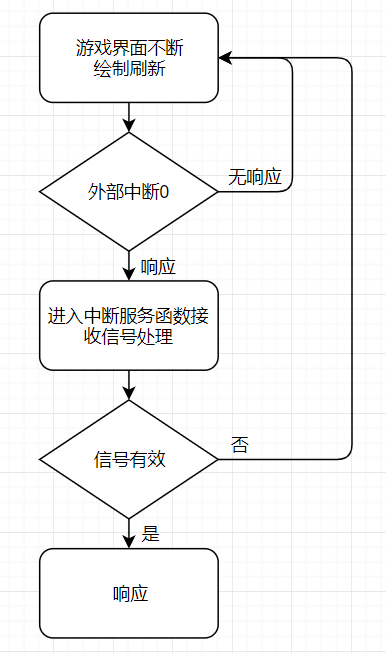 游戏界面不断
绘制刷新
外部中断0
无响应
响应
进入中断服务函数接
收信号处理
信号有效
否
是
响应